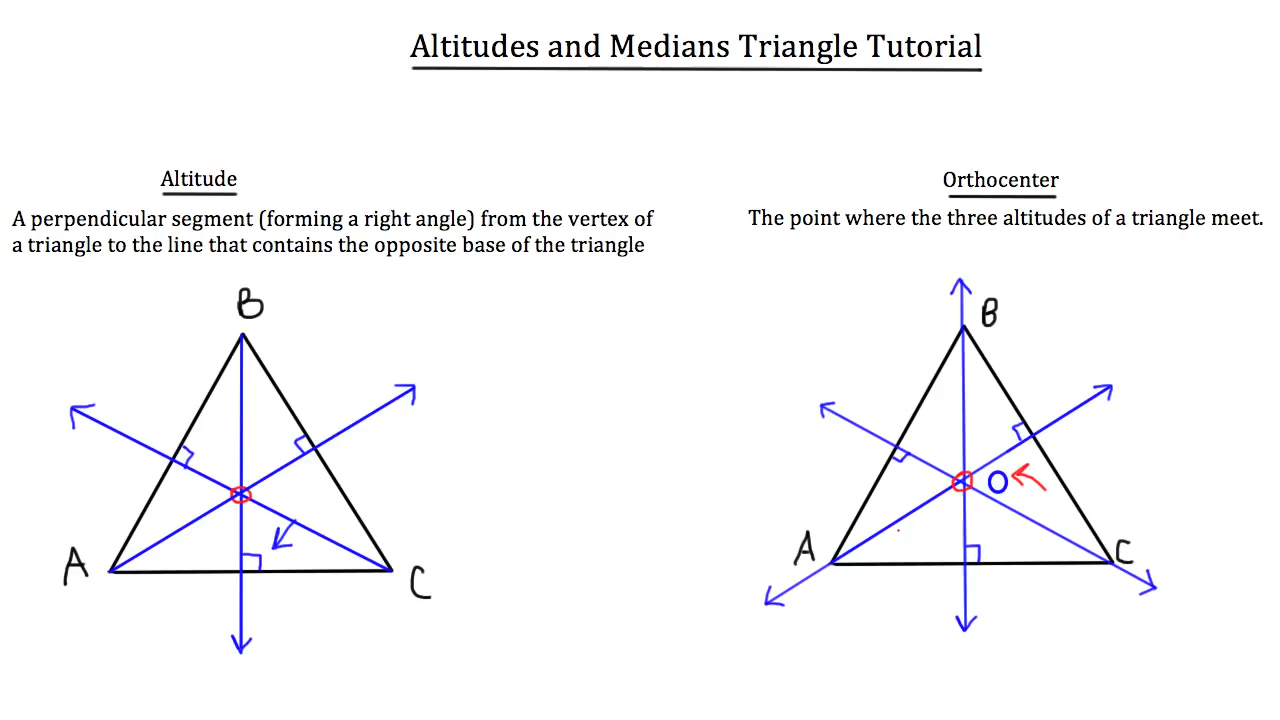 Altitudes and Medians Triangle Tutorial
Altitude
A perpendicular segment (forming a right angle) from the vertex of
a triangle to the line that contains the opposite base of the triangle
B
A
C
Orthocenter
The point where the three altitudes of a triangle meet.
B
O
A
C